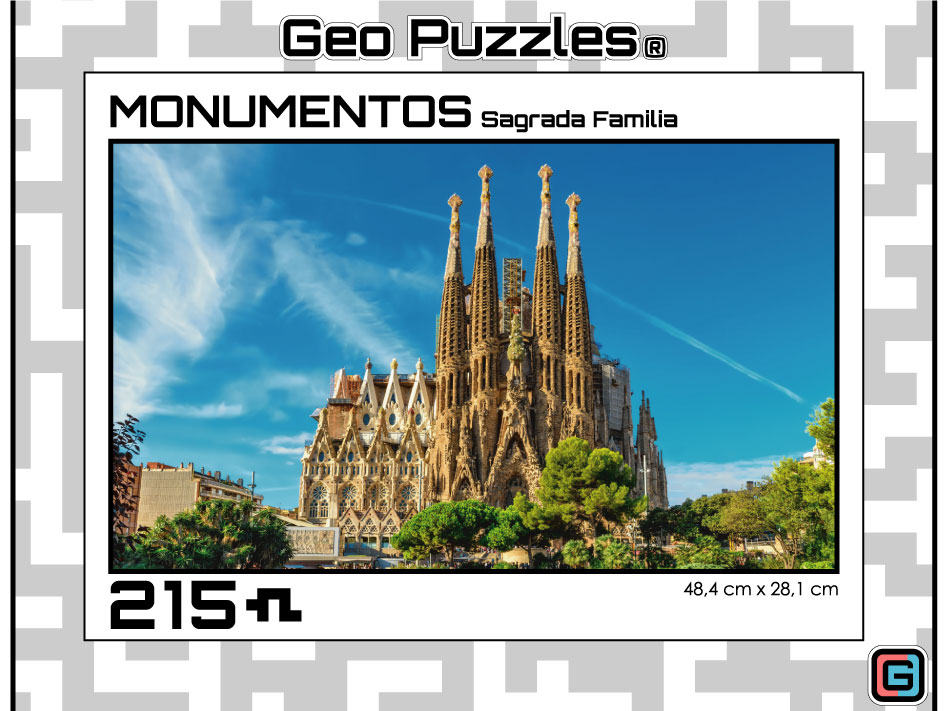 Geo Puzzles®
MONUMENTOS Sagrada Familia
215
48,4 cm x 28,1 cm
G